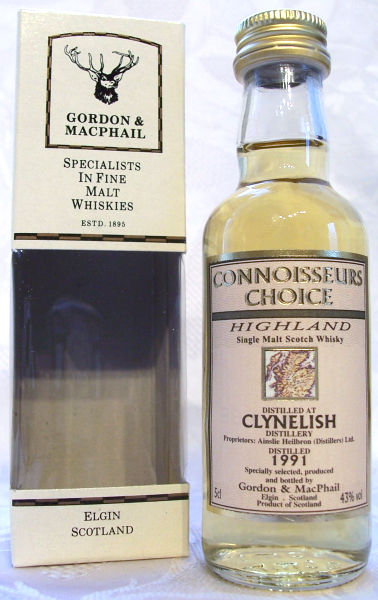 GORDON &
MACPHAIL
SPECIALISTS
IN FINE
MALT
WHISKIES
ESTD. 1895
ELGIN
SCOTLAND
CONNOISSEURS
CHOICE
HIGHLAND
Single Malt Scotch Whisky
DISTILLED AT
CLYNELISH
DISTILLERY
Proprietors: Ainslie Heilbron (Distillers) Ltd.
DISTILLED
1991
Specially selected, produced
and bottled by
Gordon & MacPhail
5cl Elgin . Scotland 43% vol
Product of Scotland